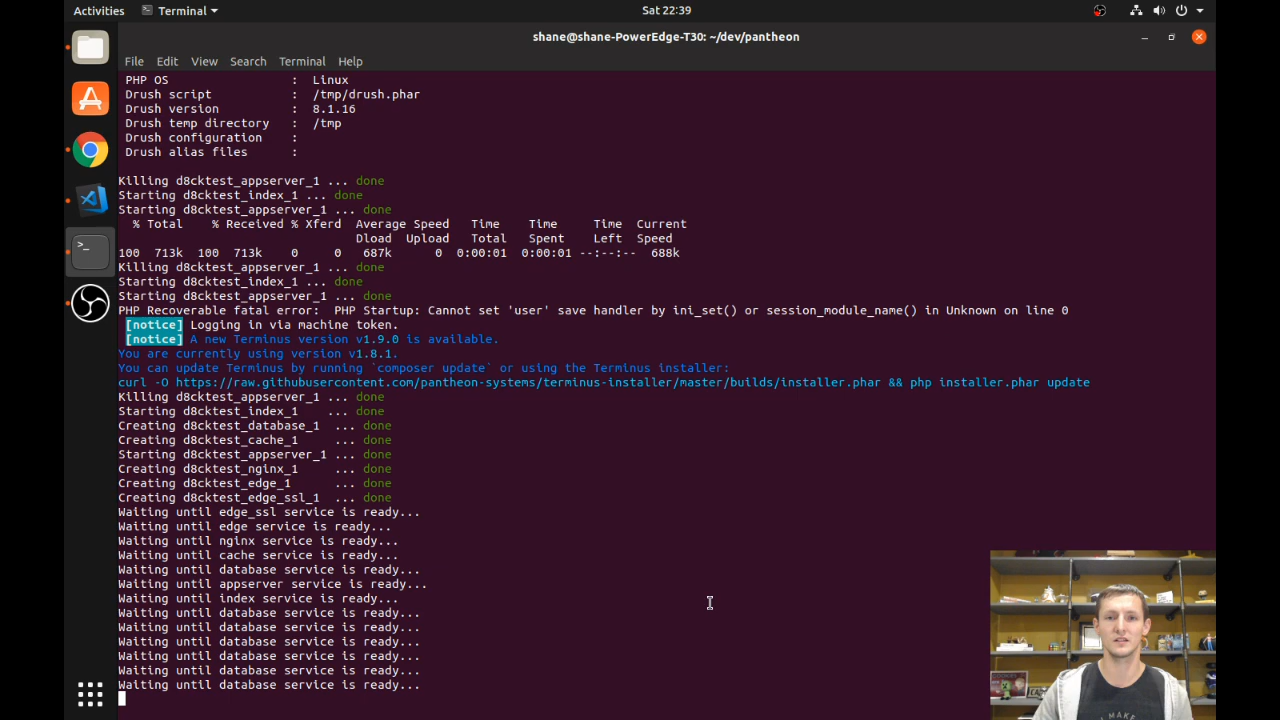 Activities
Terminal
Sat 22:39
shane@shane-PowerEdge-T30: ~/dev/pantheon
File Edit View Search Terminal Help
PHP OS : Linux
Drush script : /tmp/drush.phar
Drush version : 8.1.16
Drush temp directory : /tmp
Drush configuration :
Drush alias files :
Killing d8cktest_appserver_1 ... done
Starting d8cktest_index_1 ... done
Starting d8cktest_appserver_1 ... done
% Total % Received % Xferd Average Speed Time Time Time Current
Dload Upload Total Spent Left Speed
100 713k 100 713k 0 0 687k 0 0:00:01 0:00:01 --:--:-- 688k
Killing d8cktest_appserver_1 ... done
Starting d8cktest_index_1 ... done
Starting d8cktest_appserver_1 ... done
PHP Recoverable fatal error: PHP Startup: Cannot set 'user' save handler by ini_set() or session_module_name() in Unknown on line 0
[notice] Logging in via machine token.
[notice] A new Terminus version v1.9.0 is available.
You are currently using version v1.8.1.
You can update Terminus by running `composer update` or using the Terminus installer:
curl -O https://raw.githubusercontent.com/pantheon-systems/terminus-installer/master/builds/installer.phar && php installer.phar update
Killing d8cktest_appserver_1 ... done
Starting d8cktest_index_1 ... done
Creating d8cktest_database_1 ... done
Creating d8cktest_cache_1 ... done
Starting d8cktest_appserver_1 ... done
Creating d8cktest_nginx_1 ... done
Creating d8cktest_edge_1 ... done
Creating d8cktest_edge_ssl_1 ... done
Waiting until edge_ssl service is ready...
Waiting until edge service is ready...
Waiting until nginx service is ready...
Waiting until cache service is ready...
Waiting until database service is ready...
Waiting until appserver service is ready...
Waiting until index service is ready...
Waiting until database service is ready...
Waiting until database service is ready...
Waiting until database service is ready...
Waiting until database service is ready...
Waiting until database service is ready...
Waiting until database service is ready...
I MAKE